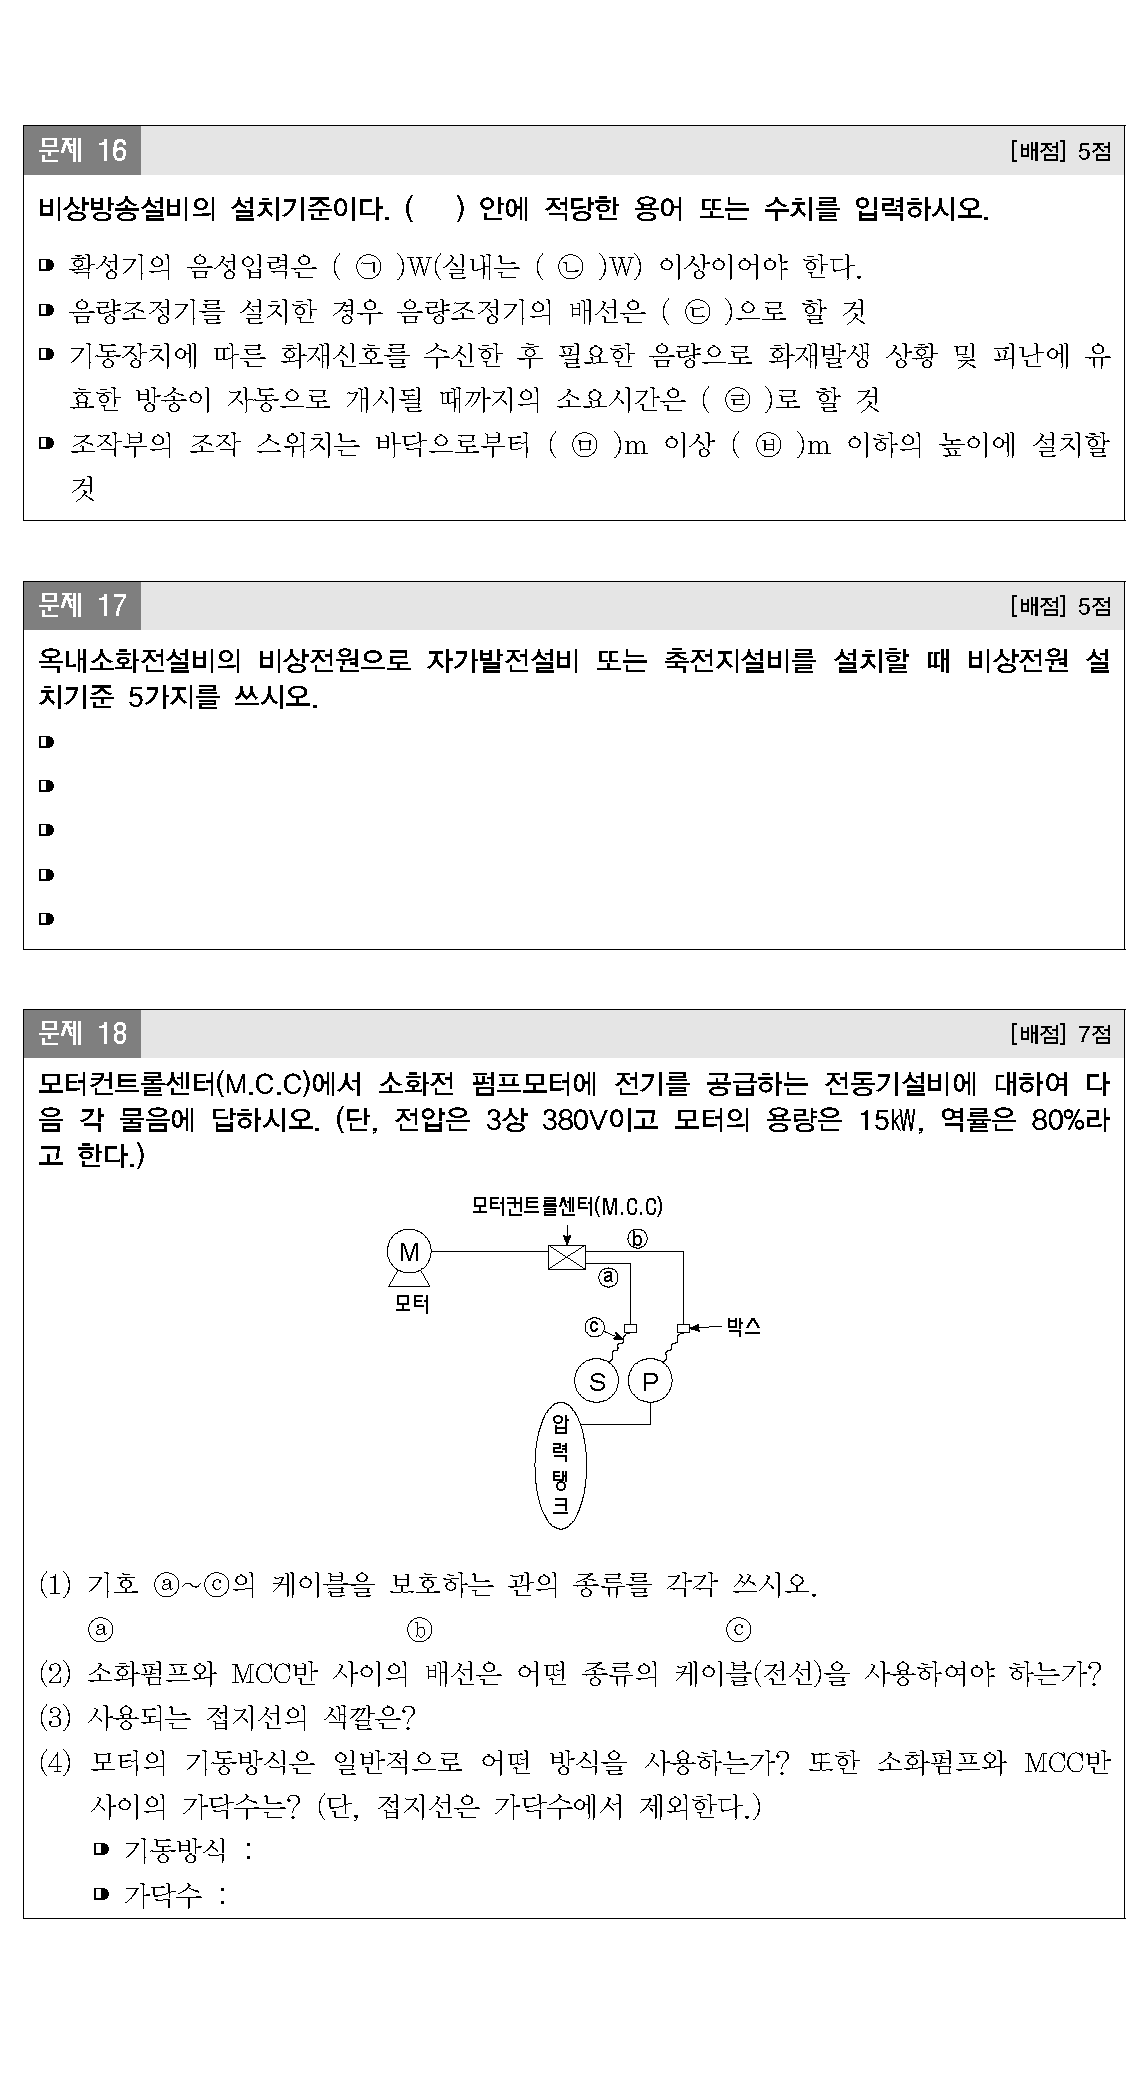 문제 16 [배점] 5점
비상방송설비의 설치기준이다. (   ) 안에 적당한 용어 또는 수치를 입력하시오.
확성기의 음성입력은 ( ㉠ )W(실내는 ( ㉡ )W) 이상이어야 한다.
음량조정기를 설치한 경우 음량조정기의 배선은 ( ㉢ )으로 할 것
기동장치에 따른 화재신호를 수신한 후 필요한 음량으로 화재발생 상황 및 피난에 유
효한 방송이 자동으로 개시될 때까지의 소요시간은 ( ㉣ )로 할 것
조작부의 조작 스위치는 바닥으로부터 ( ㉤ )m 이상 ( ㉥ )m 이하의 높이에 설치할
것
문제 17 [배점] 5점
옥내소화전설비의 비상전원으로 자가발전설비 또는 축전지설비를 설치할 때 비상전원 설
치기준 5가지를 쓰시오.
문제 18 [배점] 7점
모터컨트롤센터(M.C.C)에서 소화전 펌프모터에 전기를 공급하는 전동기설비에 대하여 다
음 각 물음에 답하시오. (단, 전압은 3상 380V이고 모터의 용량은 15㎾, 역률은 80%라
고 한다.)
모터컨트롤센터(M.C.C)
ⓑ
M
ⓐ
모터
ⓒ
박스
S P
압
력
탱
크
(1) 기호 ⓐ~ⓒ의 케이블을 보호하는 관의 종류를 각각 쓰시오.
ⓐ ⓑ ⓒ
(2) 소화펌프와 MCC반 사이의 배선은 어떤 종류의 케이블(전선)을 사용하여야 하는가?
(3) 사용되는 접지선의 색깔은?
(4) 모터의 기동방식은 일반적으로 어떤 방식을 사용하는가? 또한 소화펌프와 MCC반
사이의 가닥수는? (단, 접지선은 가닥수에서 제외한다.)
기동방식 :
가닥수 :